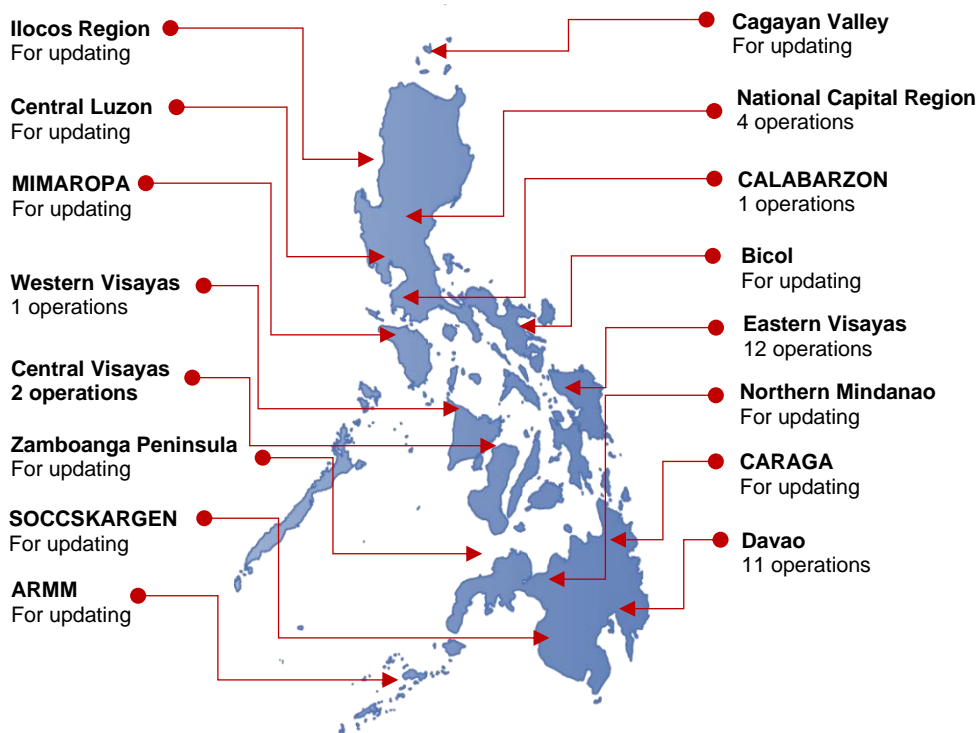 Ilocos Region
For updating
Central Luzon
For updating
MIMAROPA
For updating
Western Visayas
1 operations
Central Visayas
2 operations
Zamboanga Peninsula
For updating
SOCCSKARGEN
For updating
ARMM
For updating
Cagayan Valley
For updating
National Capital Region
4 operations
CALABARZON
1 operations
Bicol
For updating
Eastern Visayas
12 operations
Northern Mindanao
For updating
CARAGA
For updating
Davao
11 operations